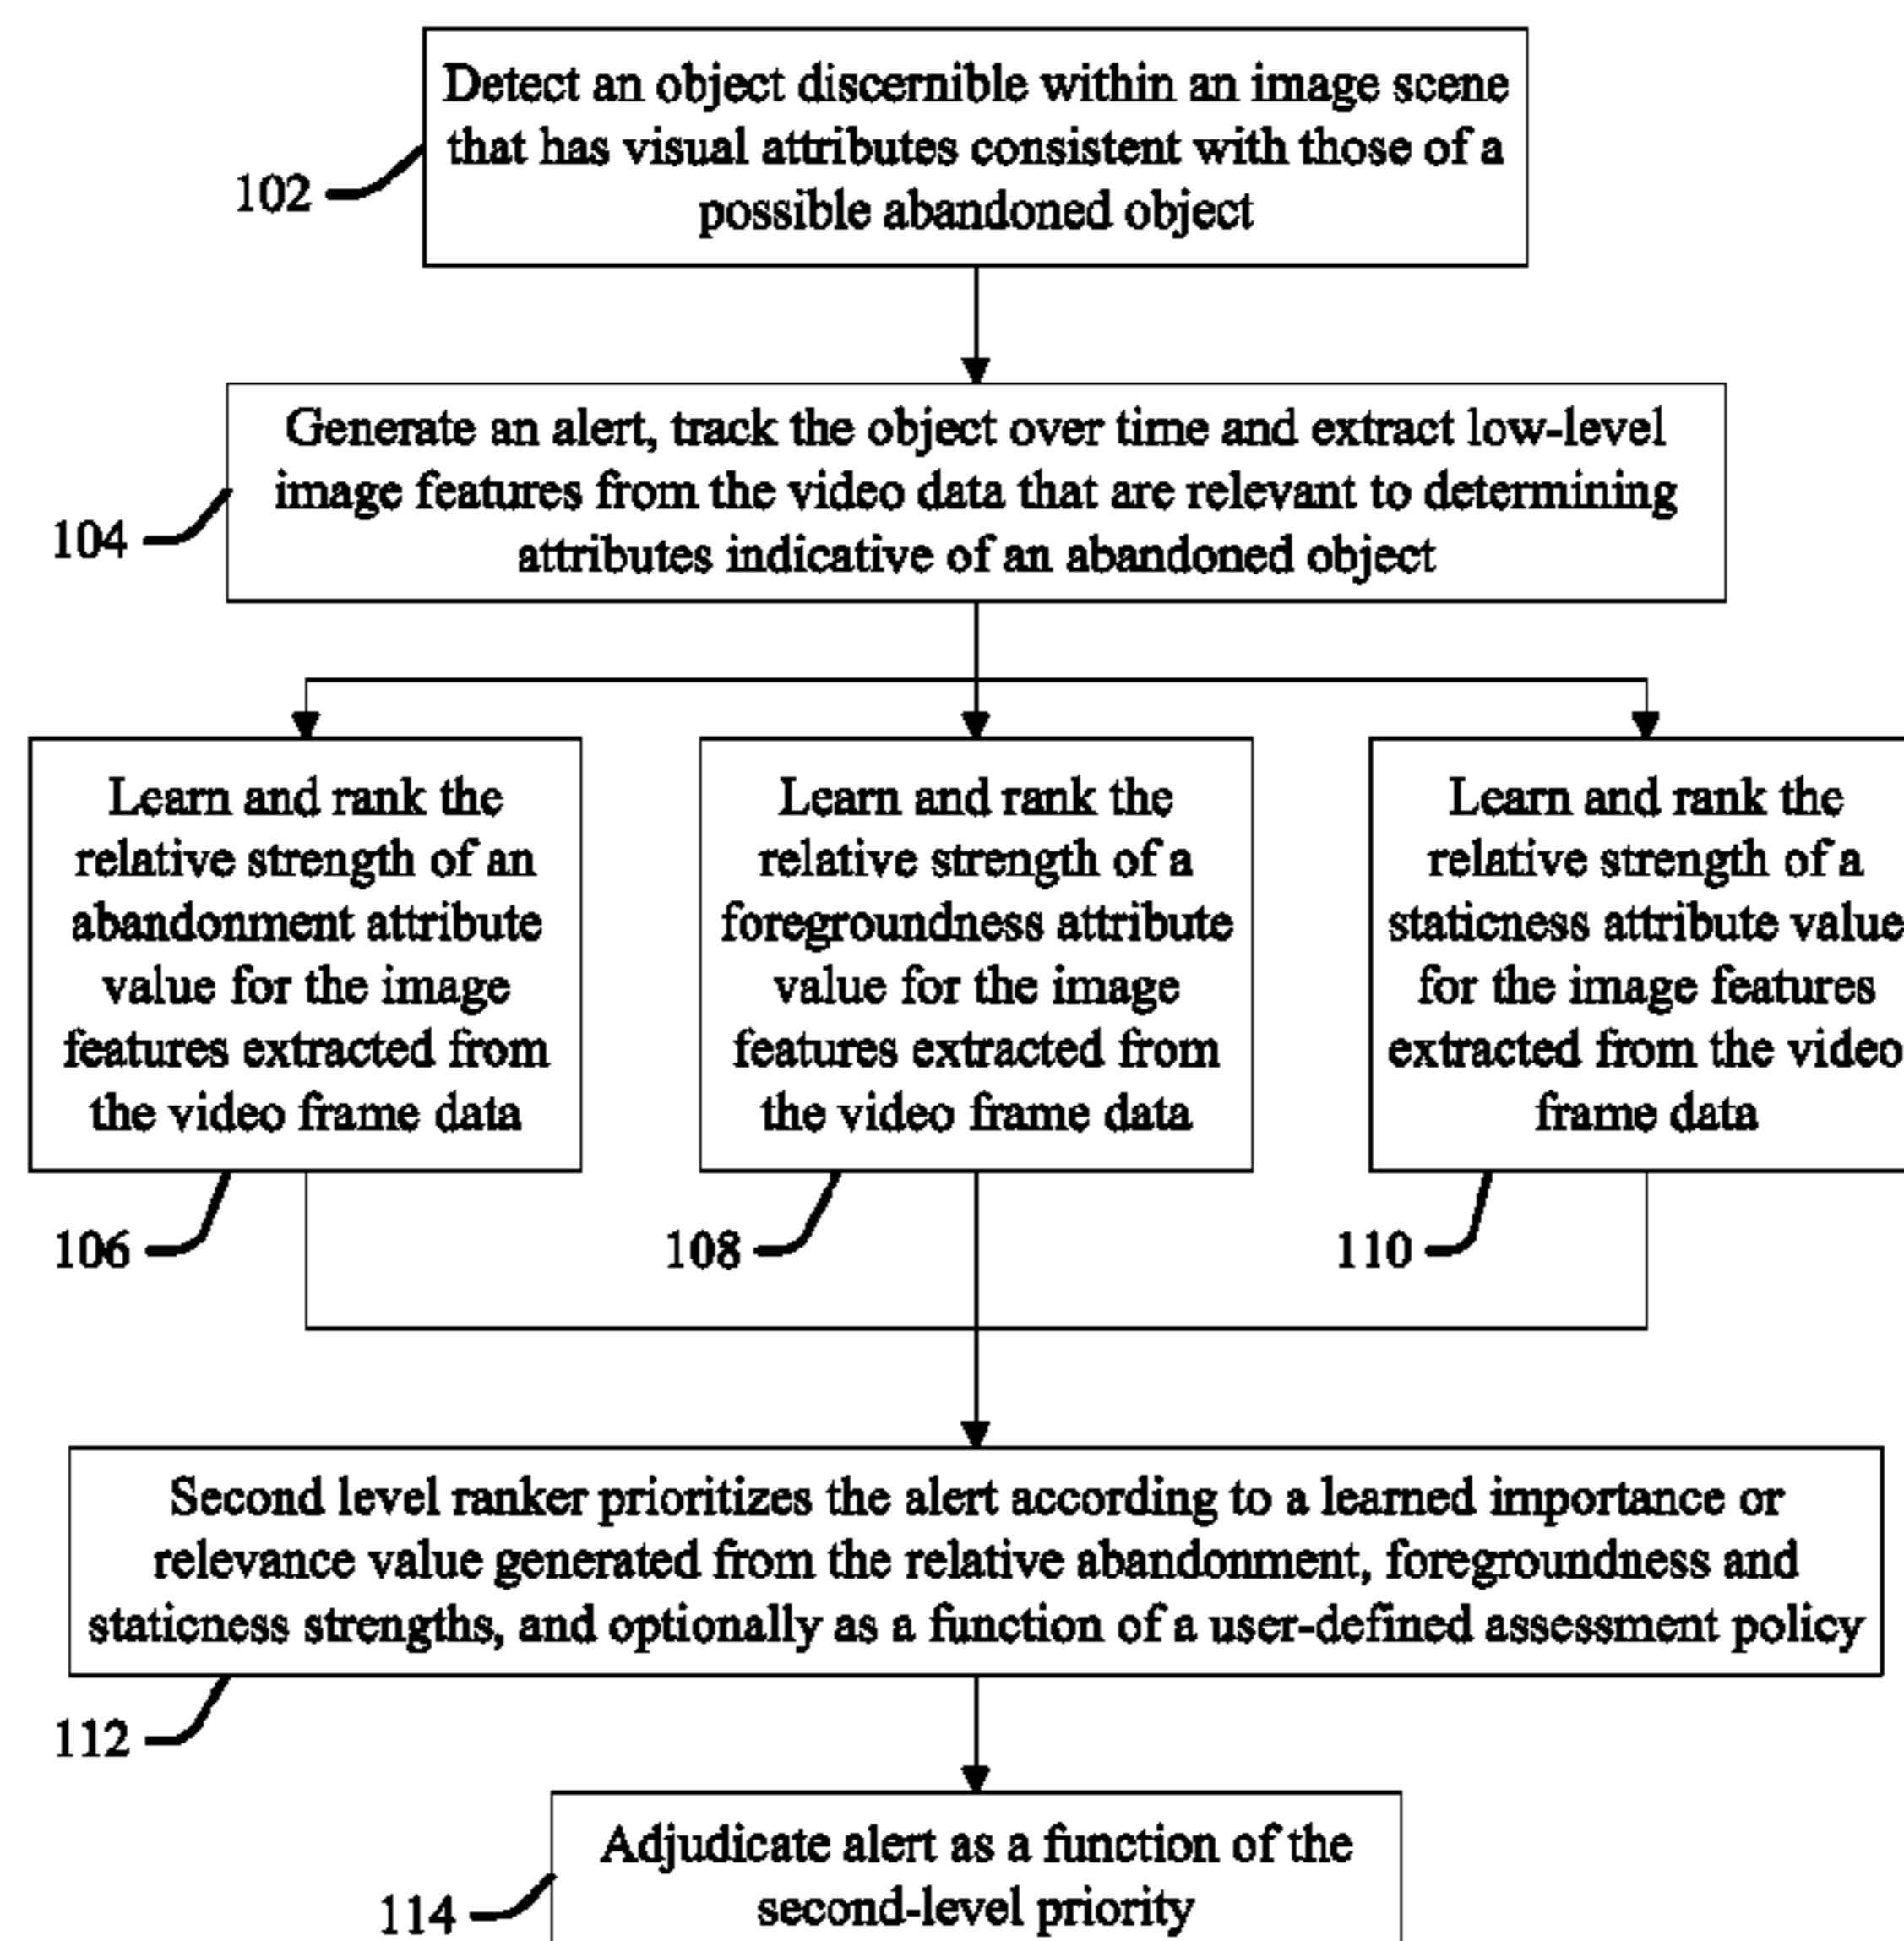 Detect an object discernible within an image scene
that has visual attributes consistent with those of a
possible abandoned object
102
Generate an alert, track the object over time and extract low-level
image features from the video data that are relevant to determining
attributes indicative of an abandoned object
104
Learn and rank the
relative strength of an
abandonment attribute
value for the image
features extracted from
the video frame data
106
Learn and rank the
relative strength of a
foregroundness attribute
value for the image
features extracted from
the video frame data
108
Learn and rank the
relative strength of a
staticness attribute value
for the image features
extracted from the video
frame data
110
Second level ranker prioritizes the alert according to a learned importance or
relevance value generated from the relative abandonment, foregroundness and
staticness strengths, and optionally as a function of a user-defined assessment policy
112
Adjudicate alert as a function of the
second-level priority
114